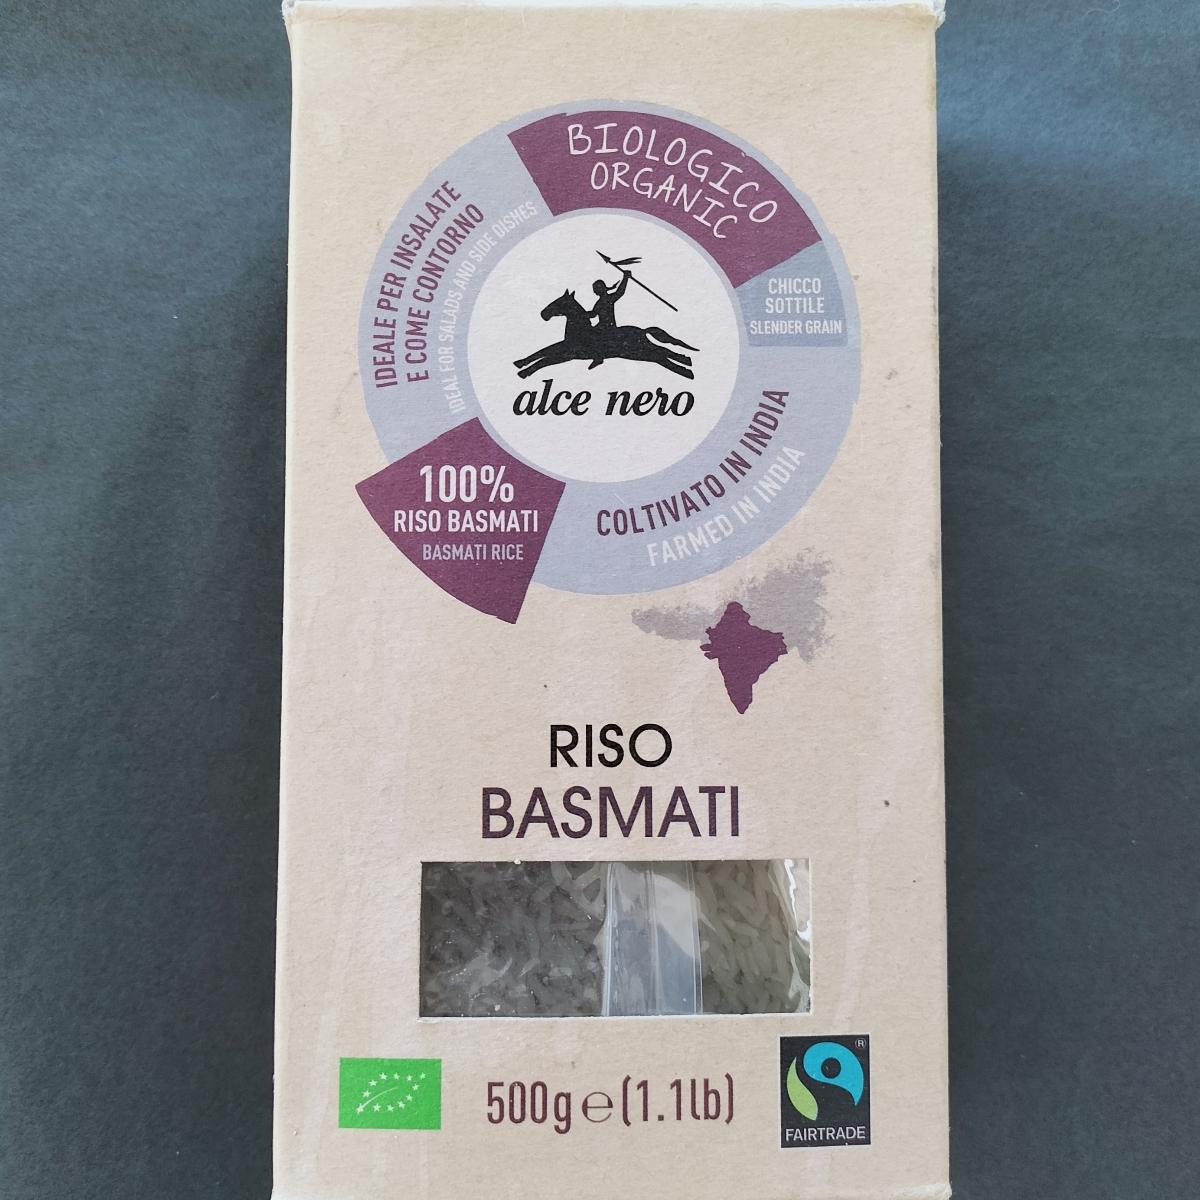 BIOLOGICO
ORGANIC
IDEALE PER INSALATE
E COME CONTORNO
IDEAL FOR SALADS AND SIDE DISHES
CHICCO
SOTTILE
SLENDER GRAIN
alce nero
COLTIVATO IN INDIA
FARMED IN INDIA
100%
RISO BASMATI
BASMATI RICE
RISO
BASMATI
500g ℮ (1.1lb)
®
FAIRTRADE